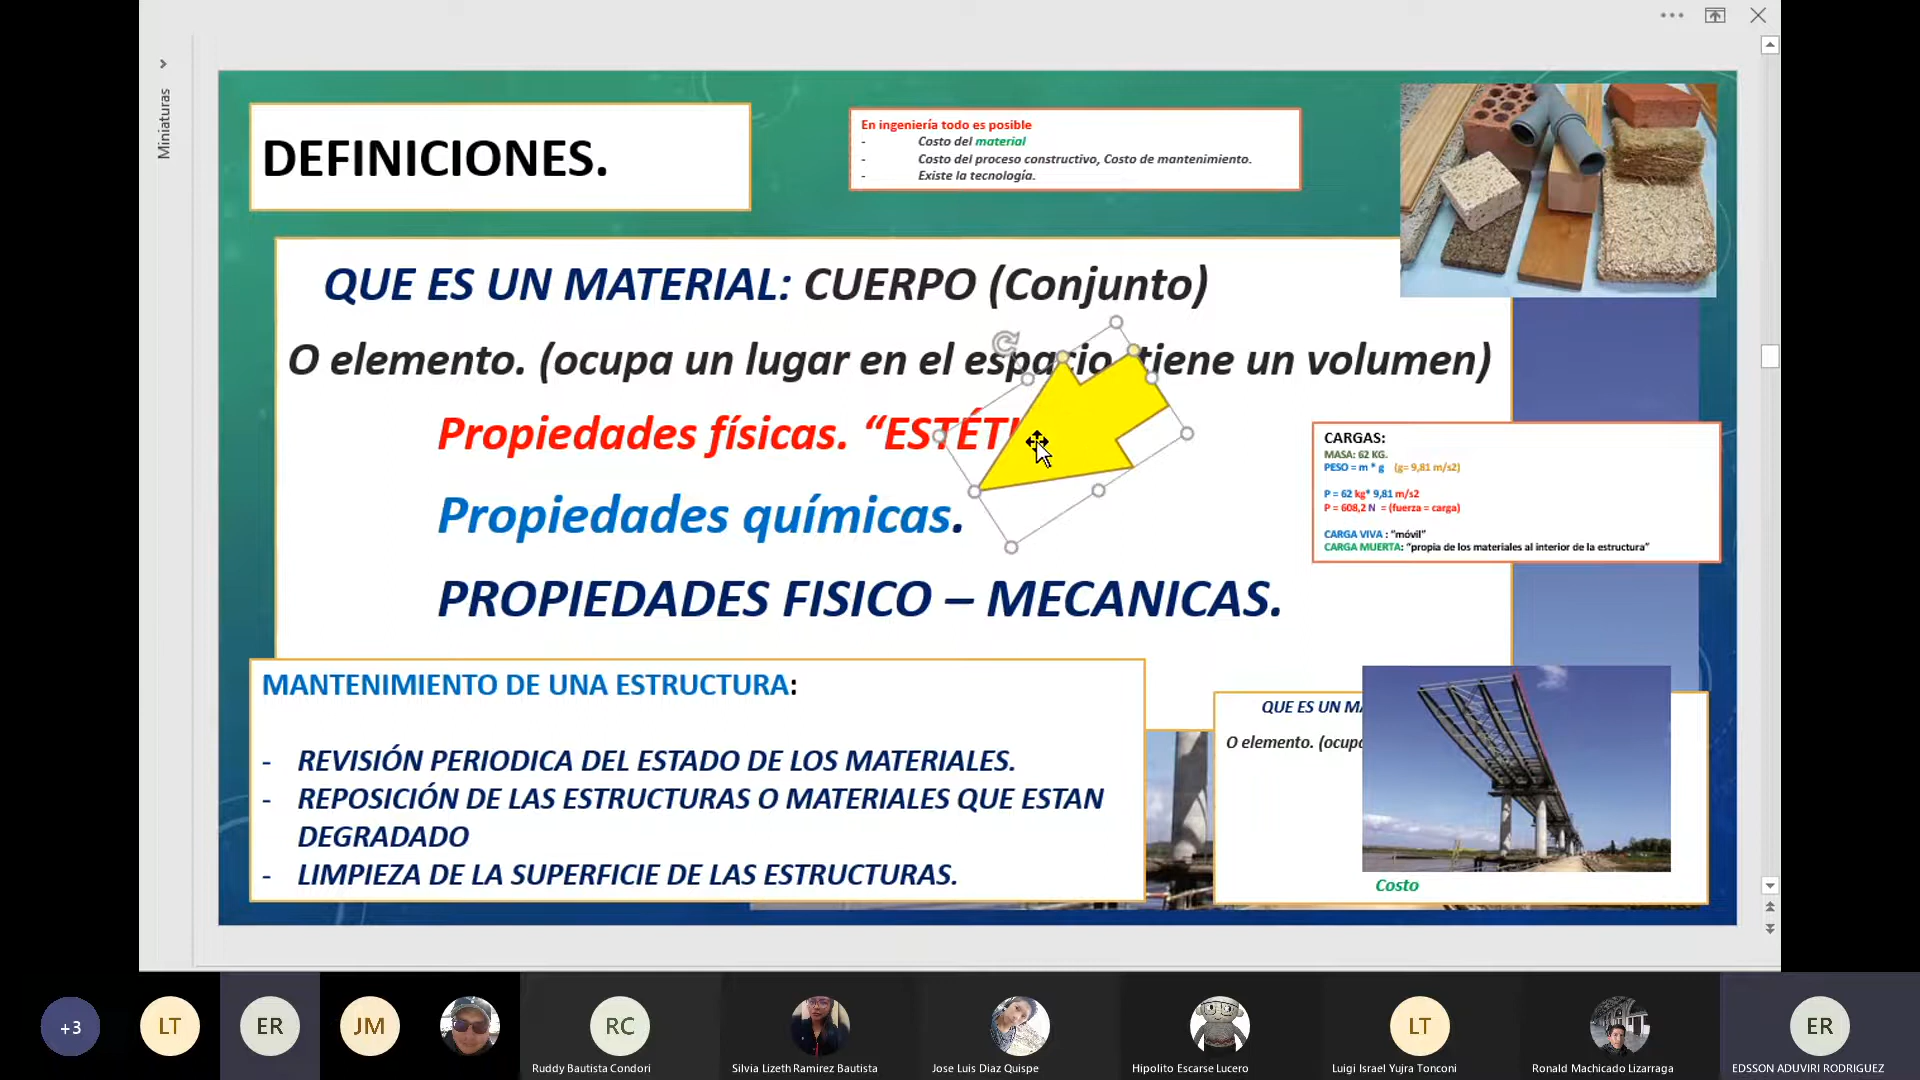 Miniaturas
DEFINICIONES.
En ingeniería todo es posible
- Costo del material
- Costo del proceso constructivo, Costo de mantenimiento.
- Existe la tecnología.
QUE ES UN MATERIAL: CUERPO (Conjunto)
O elemento. (ocupa un lugar en el espacio, tiene un volumen)
Propiedades físicas. “ESTÉTI
Propiedades químicas.
PROPIEDADES FISICO – MECANICAS.
CARGAS:
MASA: 62 KG.
PESO = m * g (g= 9,81 m/s2)
P = 62 kg* 9,81 m/s2
P = 608,2 N = (fuerza = carga)
CARGA VIVA : “móvil”
CARGA MUERTA: “propia de los materiales al interior de la estructura”
MANTENIMIENTO DE UNA ESTRUCTURA:
- REVISIÓN PERIODICA DEL ESTADO DE LOS MATERIALES.
- REPOSICIÓN DE LAS ESTRUCTURAS O MATERIALES QUE ESTAN
DEGRADADO
- LIMPIEZA DE LA SUPERFICIE DE LAS ESTRUCTURAS.
QUE ES UN MA
O elemento. (ocupa
Costo
+3
LT
ER
JM
RC
LT
ER
Ruddy Bautista Condori
Silvia Lizeth Ramirez Bautista
Jose Luis Diaz Quispe
Hipolito Escarse Lucero
Luigi Israel Yujra Tonconi
Ronald Machicado Lizarraga
EDSSON ADUVIRI RODRIGUEZ